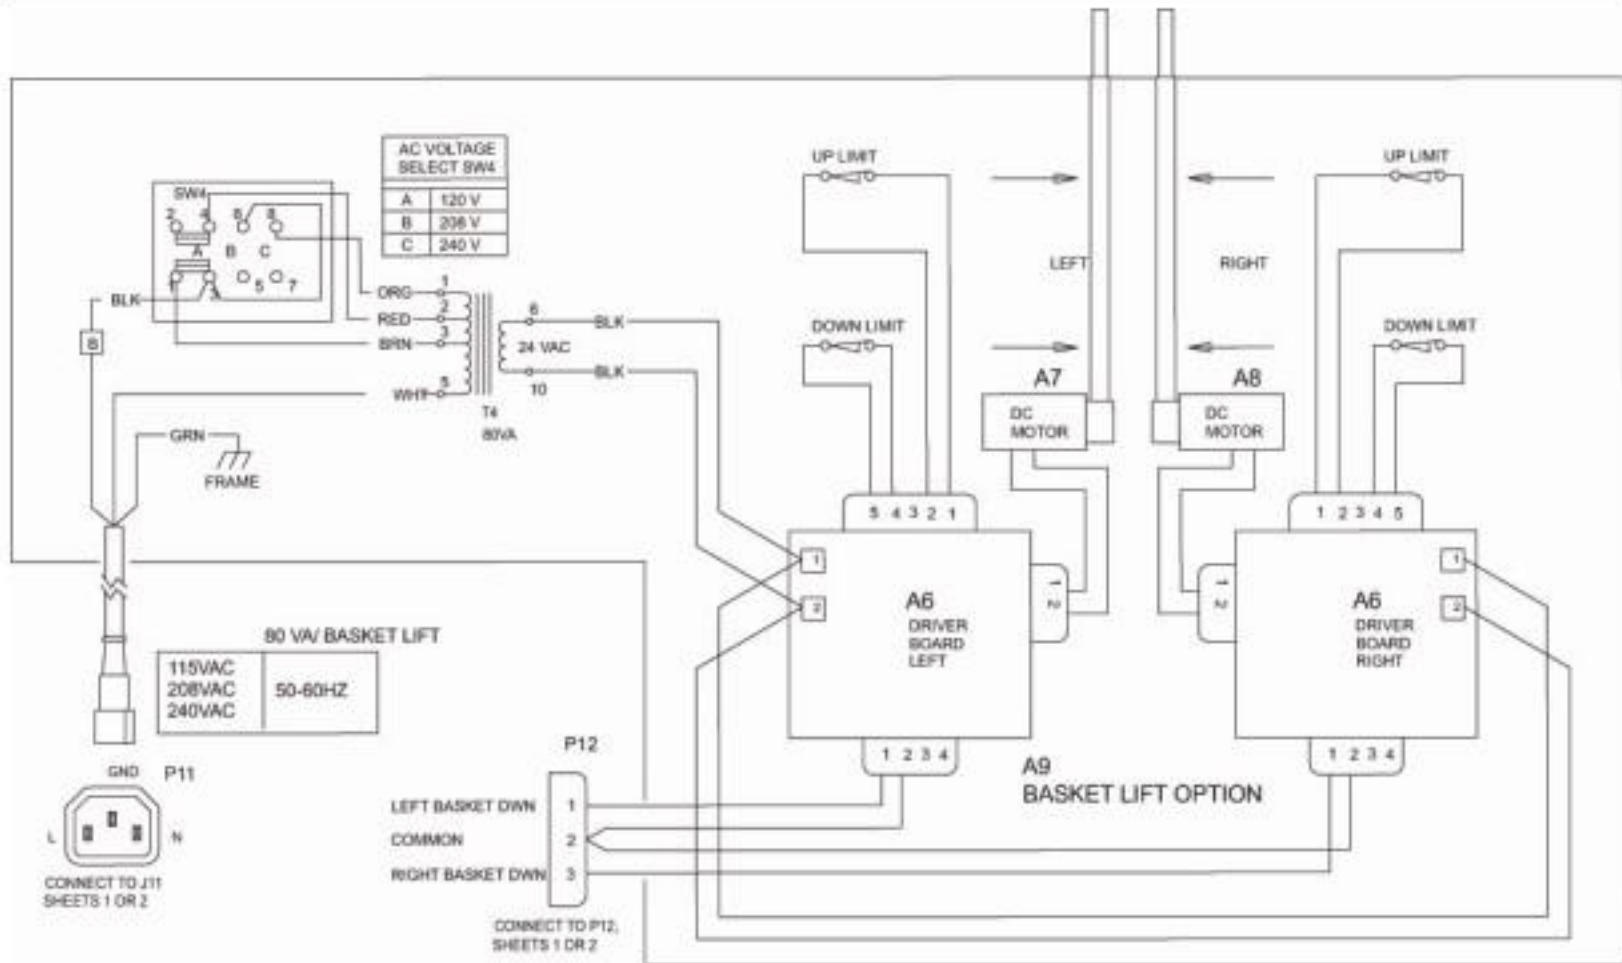 AC VOLTAGE
SELECT SW4
A 120 V
B 208 V
C 240 V
SW4
2 4 6 8
A B C
1 3 5 7
BLK
B
ORG 1
RED 2
BRN 3
WHT 5
6 BLK
24 VAC
BLK
10
T4
80VA
GRN
FRAME
UP LIMIT
UP LIMIT
LEFT
RIGHT
DOWN LIMIT
DOWN LIMIT
A7
DC
MOTOR
A8
DC
MOTOR
5 4 3 2 1
1 2 3 4 5
1
2
A6
DRIVER
BOARD
LEFT
1 2
1 2
A6
DRIVER
BOARD
RIGHT
1
2
1 2 3 4
1 2 3 4
80 VA/ BASKET LIFT
115VAC
208VAC
240VAC
50-60HZ
A9
BASKET LIFT OPTION
P12
LEFT BASKET DWN 1
COMMON 2
RIGHT BASKET DWN 3
CONNECT TO P12,
SHEETS 1 OR 2
GND P11
L N
CONNECT TO J11
SHEETS 1 OR 2